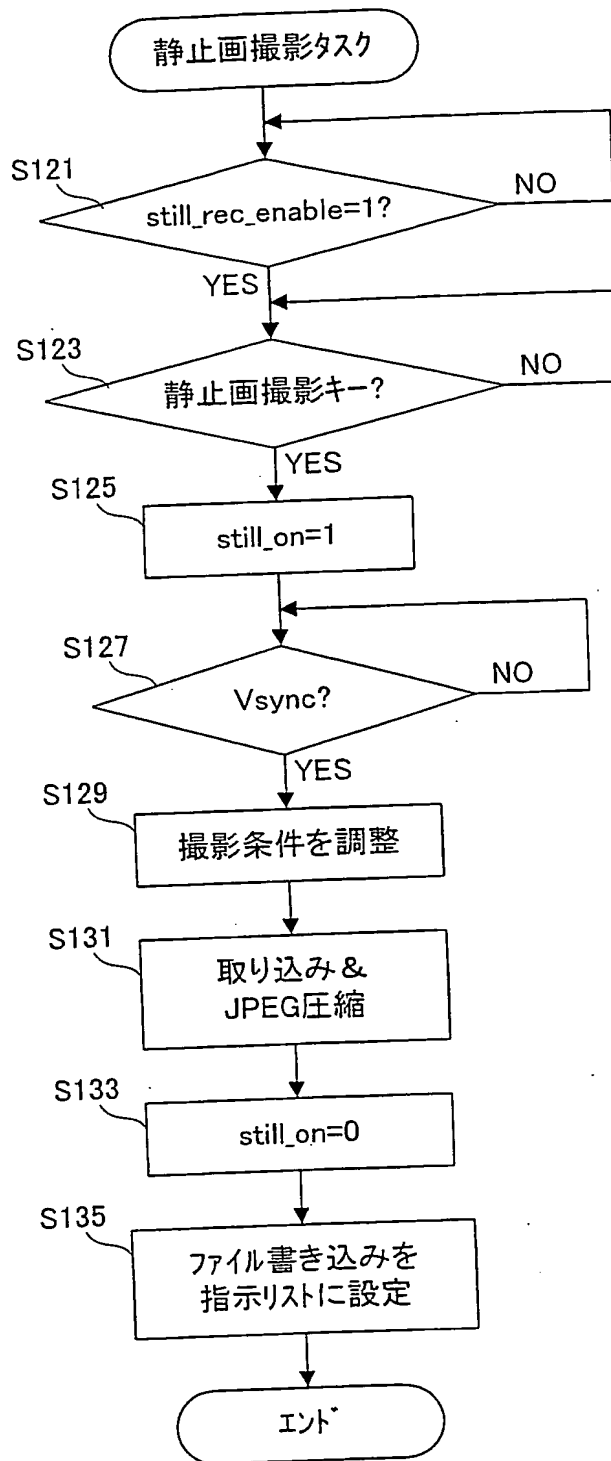 静止画撮影タスク
S121
still_rec_enable=1?
NO
YES
S123
静止画撮影キー?
NO
YES
S125
still_on=1
S127
Vsync?
NO
YES
S129
撮影条件を調整
S131
取り込み&
JPEG圧縮
S133
still_on=0
S135
ファイル書き込みを
指示リストに設定
エンド